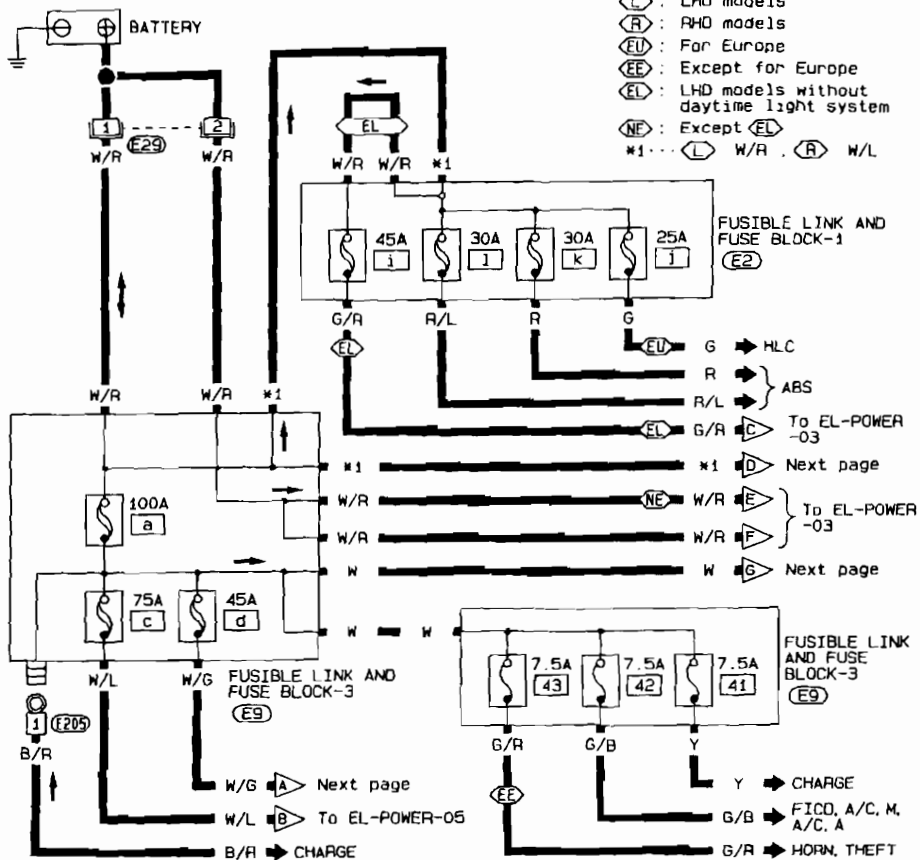 BATTERY
L : LHD models
R : RHD models
EU : For Europe
EE : Except for Europe
EL : LHD models without
daytime light system
NE : Except EL
*1 ··· L W/R , R W/L
1 2
E29
W/R W/R
EL
W/R W/R *1
45A 30A 30A 25A
i l k j
FUSIBLE LINK AND
FUSE BLOCK-1
E2
G/R R/L R G
EL
EU G HLC
R
R/L
ABS
EL G/R C To EL-POWER
-03
W/R W/R *1
*1 *1 D Next page
W/R NE W/R E
W/R W/R F
To EL-POWER
-03
W W G Next page
100A
a
75A 45A
c d
W W
FUSIBLE LINK AND
FUSE BLOCK-3
E9
7.5A 7.5A 7.5A
43 42 41
FUSIBLE LINK
AND FUSE
BLOCK-3
E9
W/L W/G
1 E205
B/R
G/R G/B Y
EE
W/G A Next page
W/L B To EL-POWER-05
B/R CHARGE
Y CHARGE
G/B FICD, A/C, M,
A/C, A
G/R HORN, THEFT